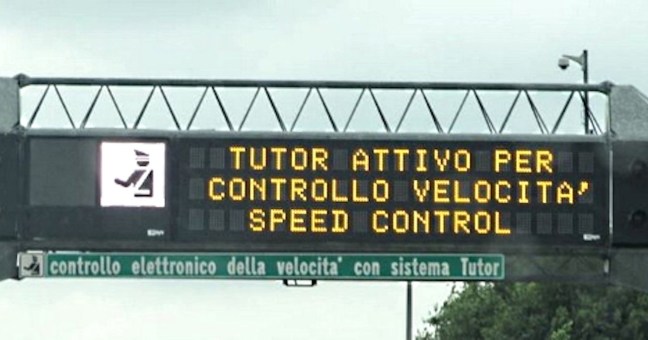 TUTOR ATTIVO PER
CONTROLLO VELOCITA'
SPEED CONTROL
controllo elettronico della velocita' con sistema Tutor